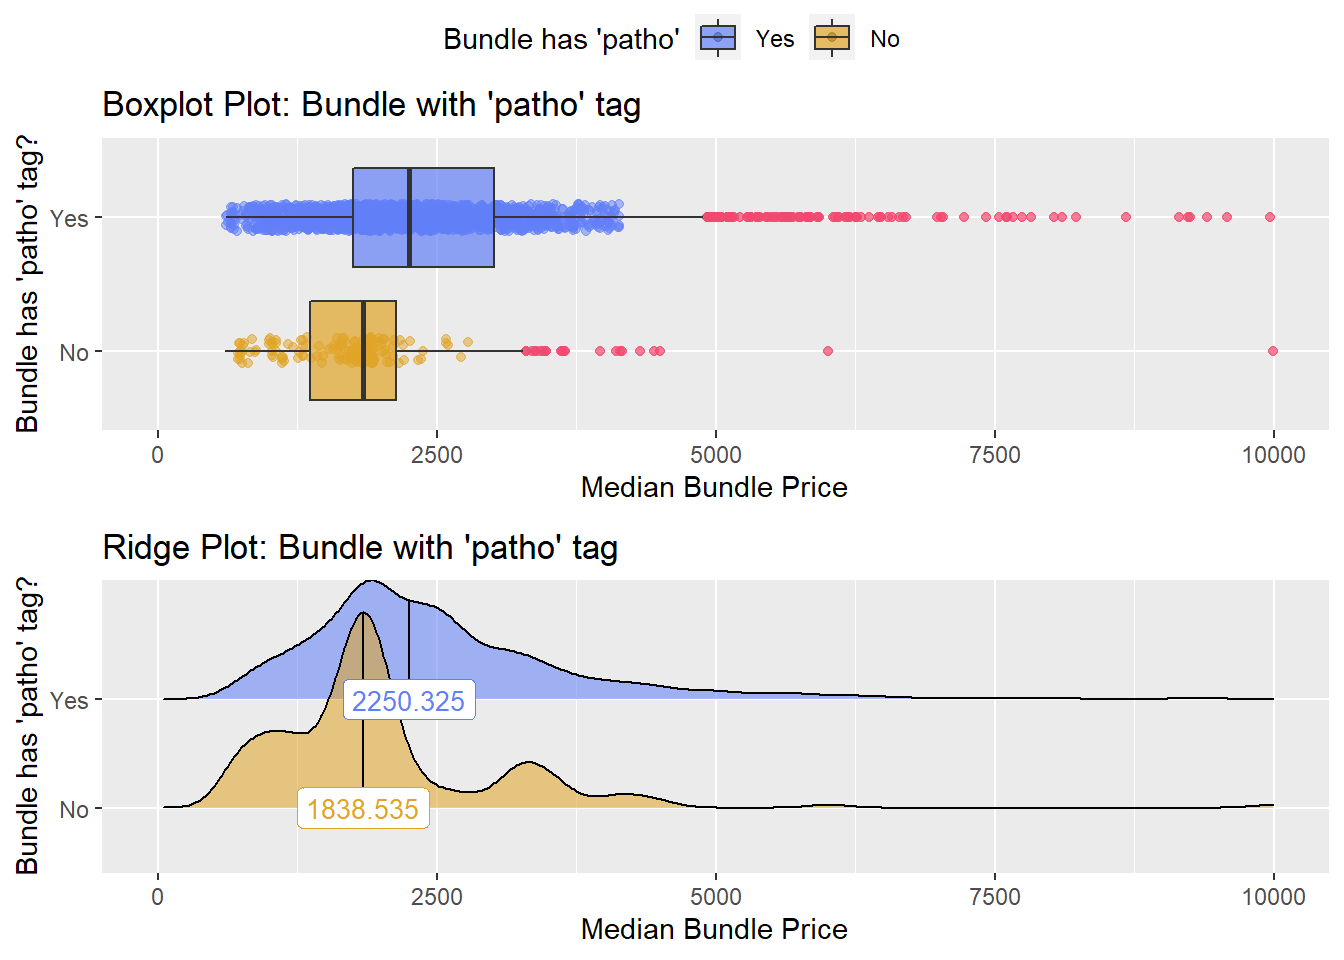 Bundle has 'patho' Yes No
Boxplot Plot: Bundle with 'patho' tag
Bundle has 'patho' tag?
Yes
No
0 2500 5000 7500 10000
Median Bundle Price
Ridge Plot: Bundle with 'patho' tag
Bundle has 'patho' tag?
Yes
2250.325
No
1838.535
0 2500 5000 7500 10000
Median Bundle Price